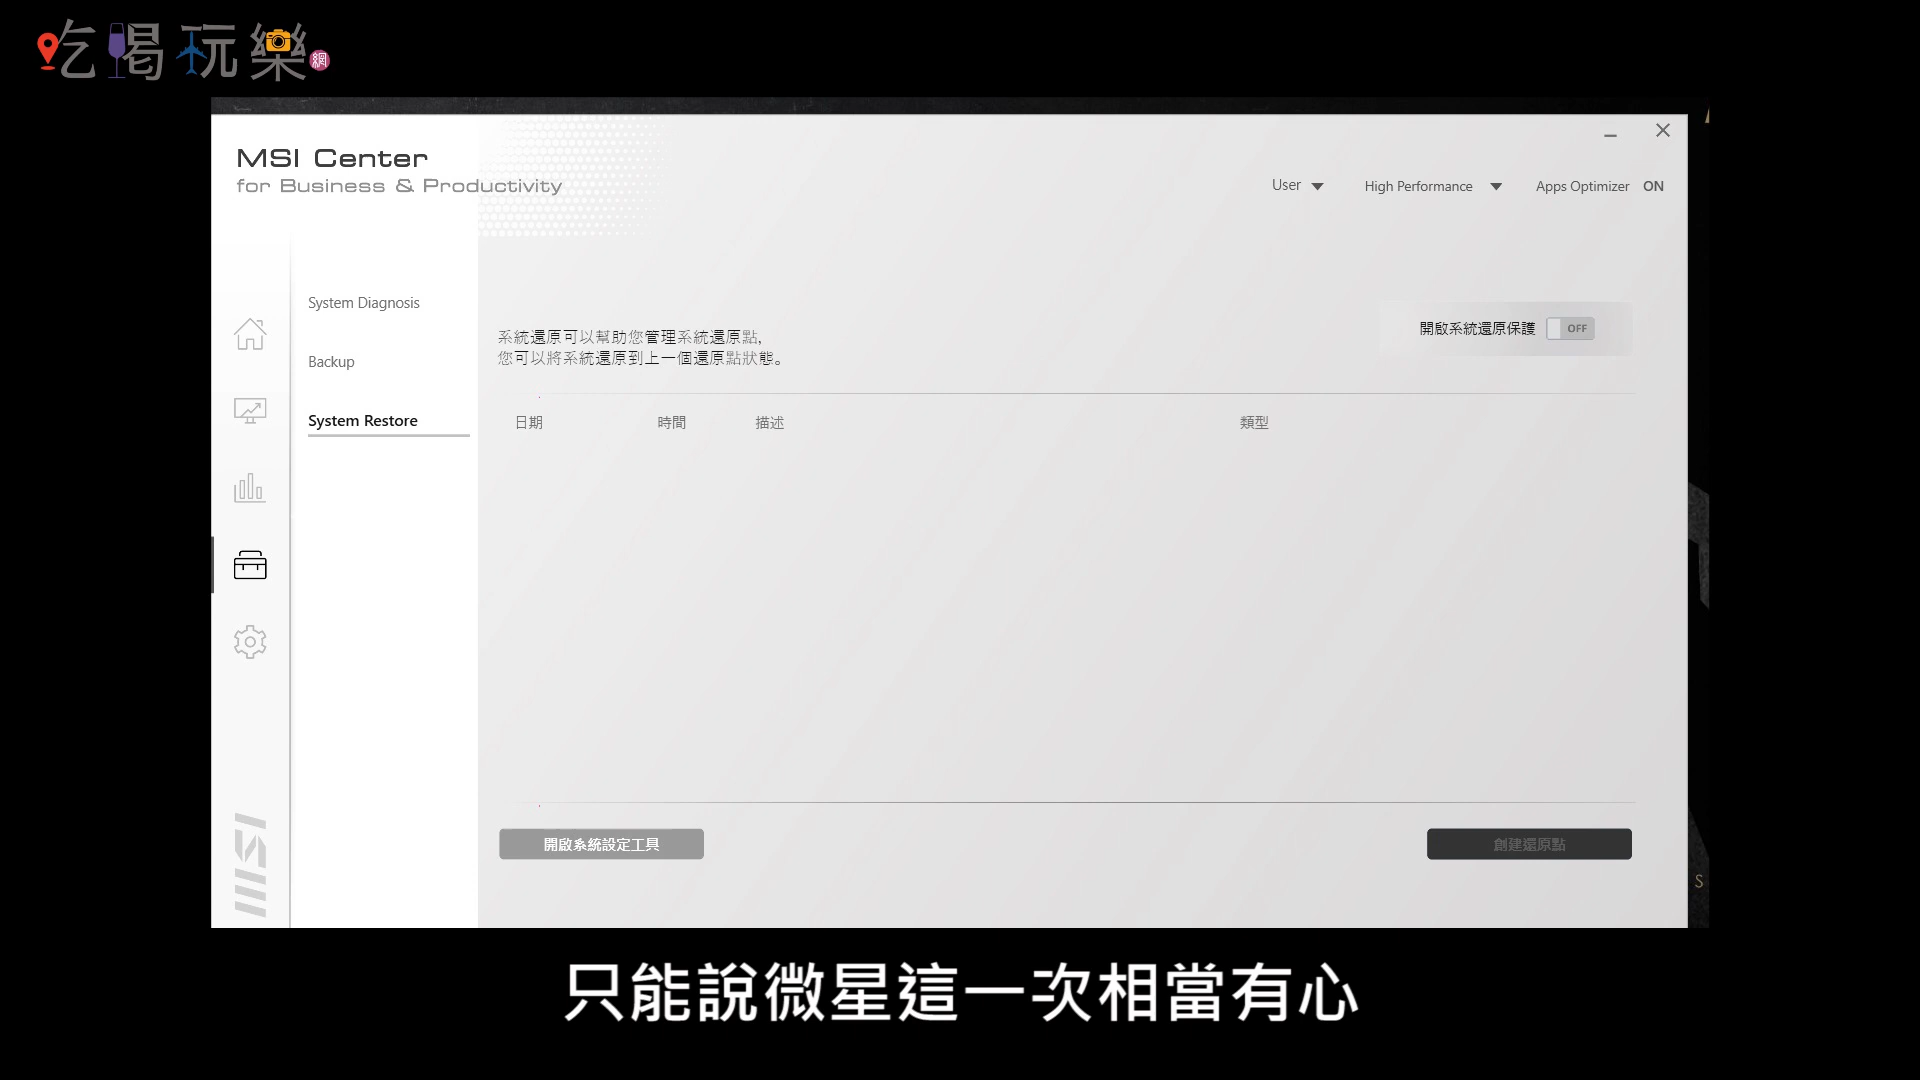 吃喝玩樂網
MSI Center
for Business & Productivity
User
High Performance
Apps Optimizer ON
System Diagnosis
Backup
System Restore
系統還原可以幫助您管理系統還原點,
您可以將系統還原到上一個還原點狀態。
開啟系統還原保護 OFF
日期 時間 描述 類型
開啟系統設定工具
創建還原點
msi
S
只能說微星這一次相當有心